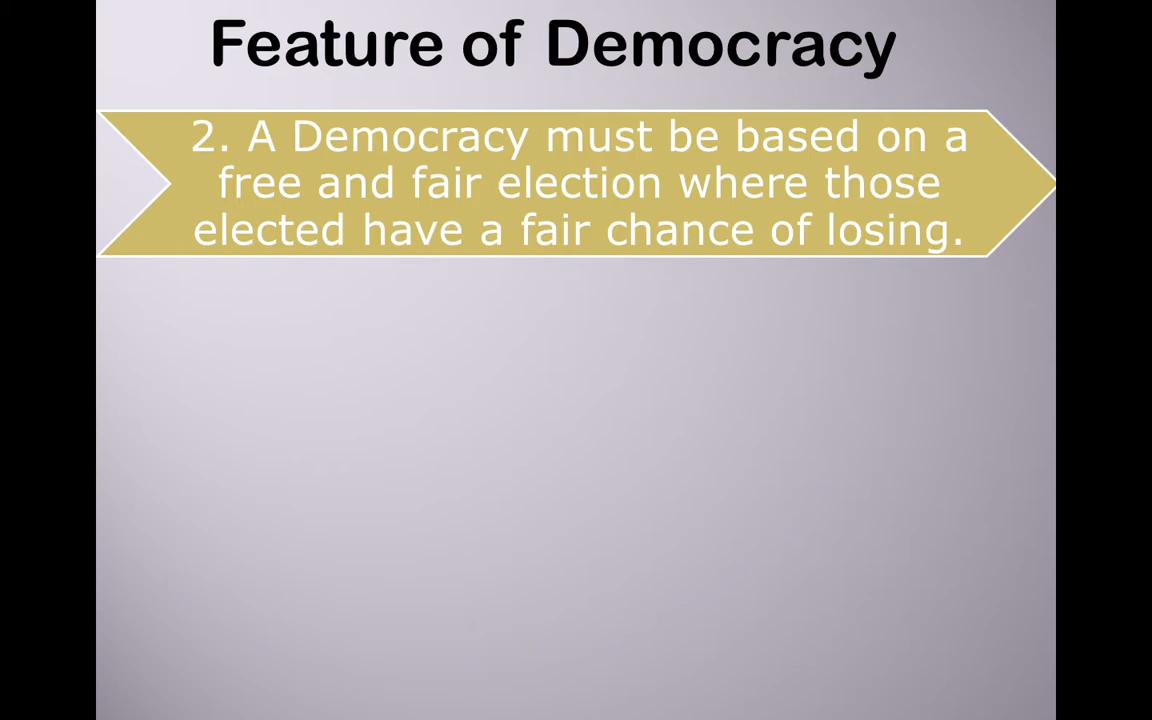 Feature of Democracy
2. A Democracy must be based on a
free and fair election where those
elected have a fair chance of losing.